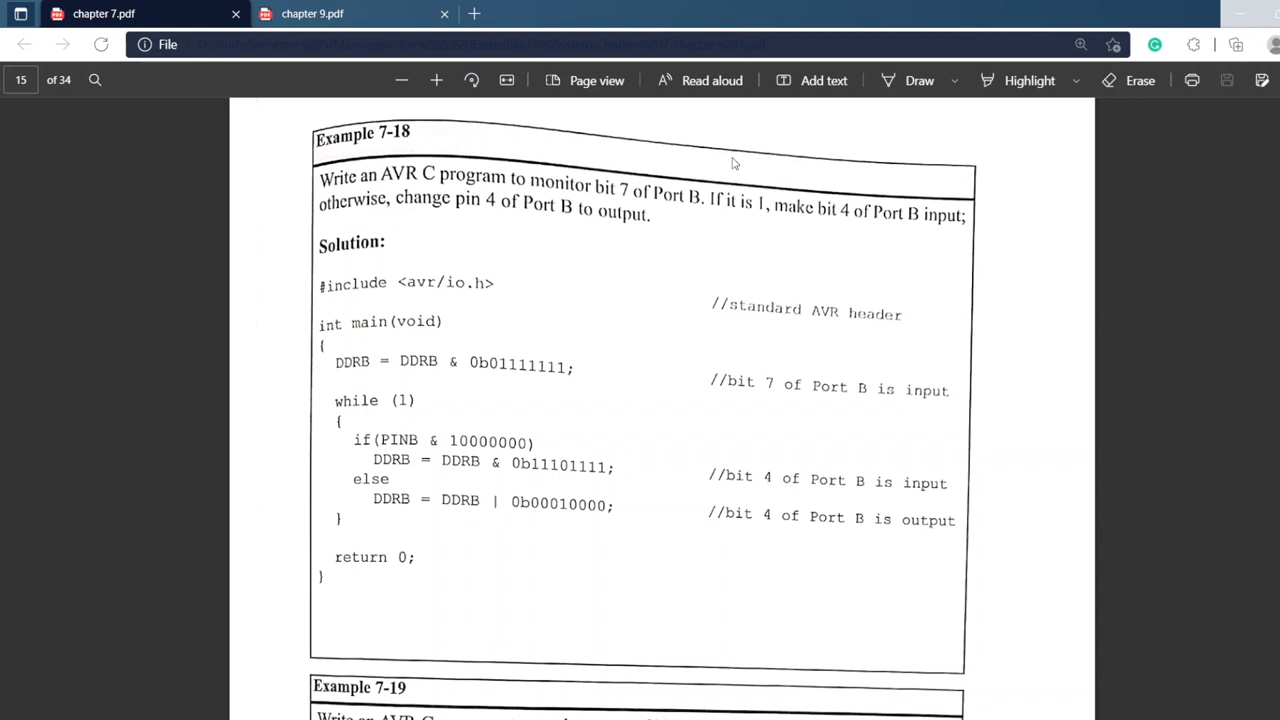 chapter 7.pdf
chapter 9.pdf
File
15 of 34
Page view
Read aloud
Add text
Draw
Highlight
Erase
Example 7-18
Write an AVR C program to monitor bit 7 of Port B. If it is 1, make bit 4 of Port B input;
otherwise, change pin 4 of Port B to output.
Solution:
#include <avr/io.h> //standard AVR header
int main(void)
{
DDRB = DDRB & 0b01111111; //bit 7 of Port B is input
while (1)
{
if(PINB & 10000000)
DDRB = DDRB & 0b11101111; //bit 4 of Port B is input
else
DDRB = DDRB | 0b00010000; //bit 4 of Port B is output
}
return 0;
}
Example 7-19
Write an AVR C